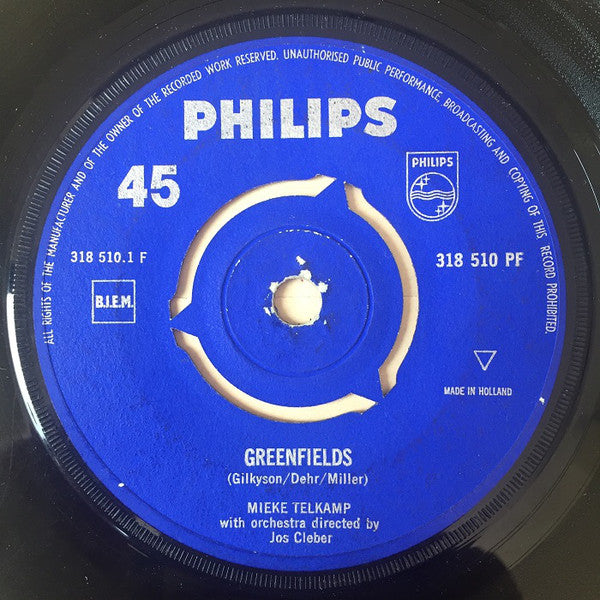 ALL RIGHTS OF THE MANUFACTURER AND OF THE OWNER OF THE RECORDED WORK RESERVED. UNAUTHORISED PUBLIC PERFORMANCE, BROADCASTING AND COPYING OF THIS RECORD PROHIBITED.
PHILIPS
45
PHILIPS
318 510.1 F
318 510 PF
B.I.E.M.
MADE IN HOLLAND
GREENFIELDS
(Gilkyson/Dehr/Miller)
MIEKE TELKAMP
with orchestra directed by
Jos Cleber